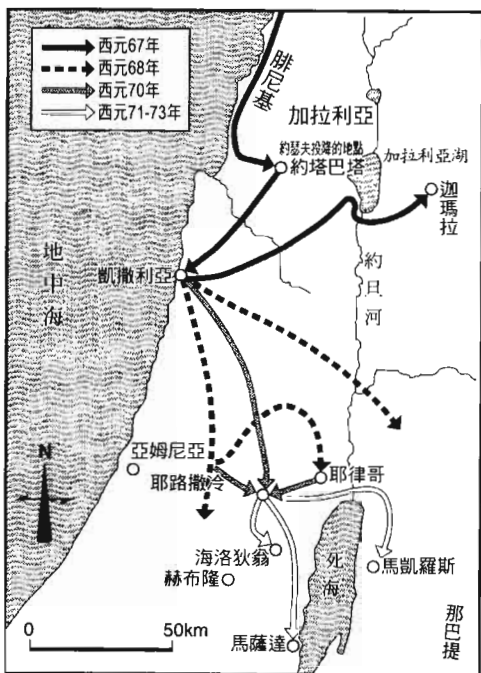 西元67年
西元68年
西元70年
西元71-73年
腓尼基
加拉利亞
約瑟夫投降的地點
約塔巴塔
加拉利亞湖
迦瑪拉
地中海
凱撒利亞
約旦河
N
亞姆尼亞
耶路撒冷
耶律哥
海洛狄翁
赫布隆
死海
馬凱羅斯
那巴提
馬薩達
0 50km